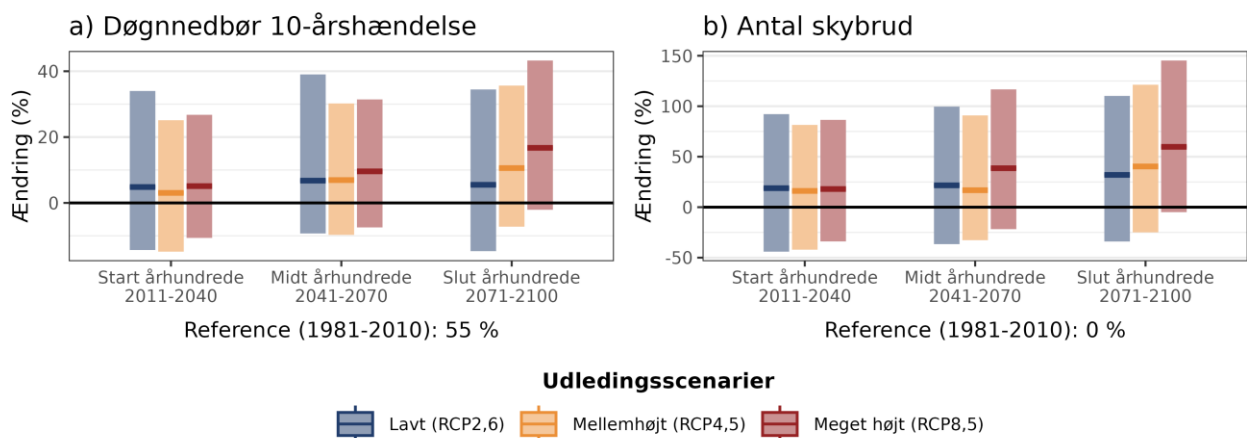 a) Døgnnedbør 10-årshændelse
Ændring (%)
40
20
0
Start århundrede
2011-2040
Midt århundrede
2041-2070
Slut århundrede
2071-2100
Reference (1981-2010): 55 %
b) Antal skybrud
Ændring (%)
150
100
50
0
-50
Start århundrede
2011-2040
Midt århundrede
2041-2070
Slut århundrede
2071-2100
Reference (1981-2010): 0 %
Udledingsscenarier
Lavt (RCP2,6)
Mellemhøjt (RCP4,5)
Meget højt (RCP8,5)